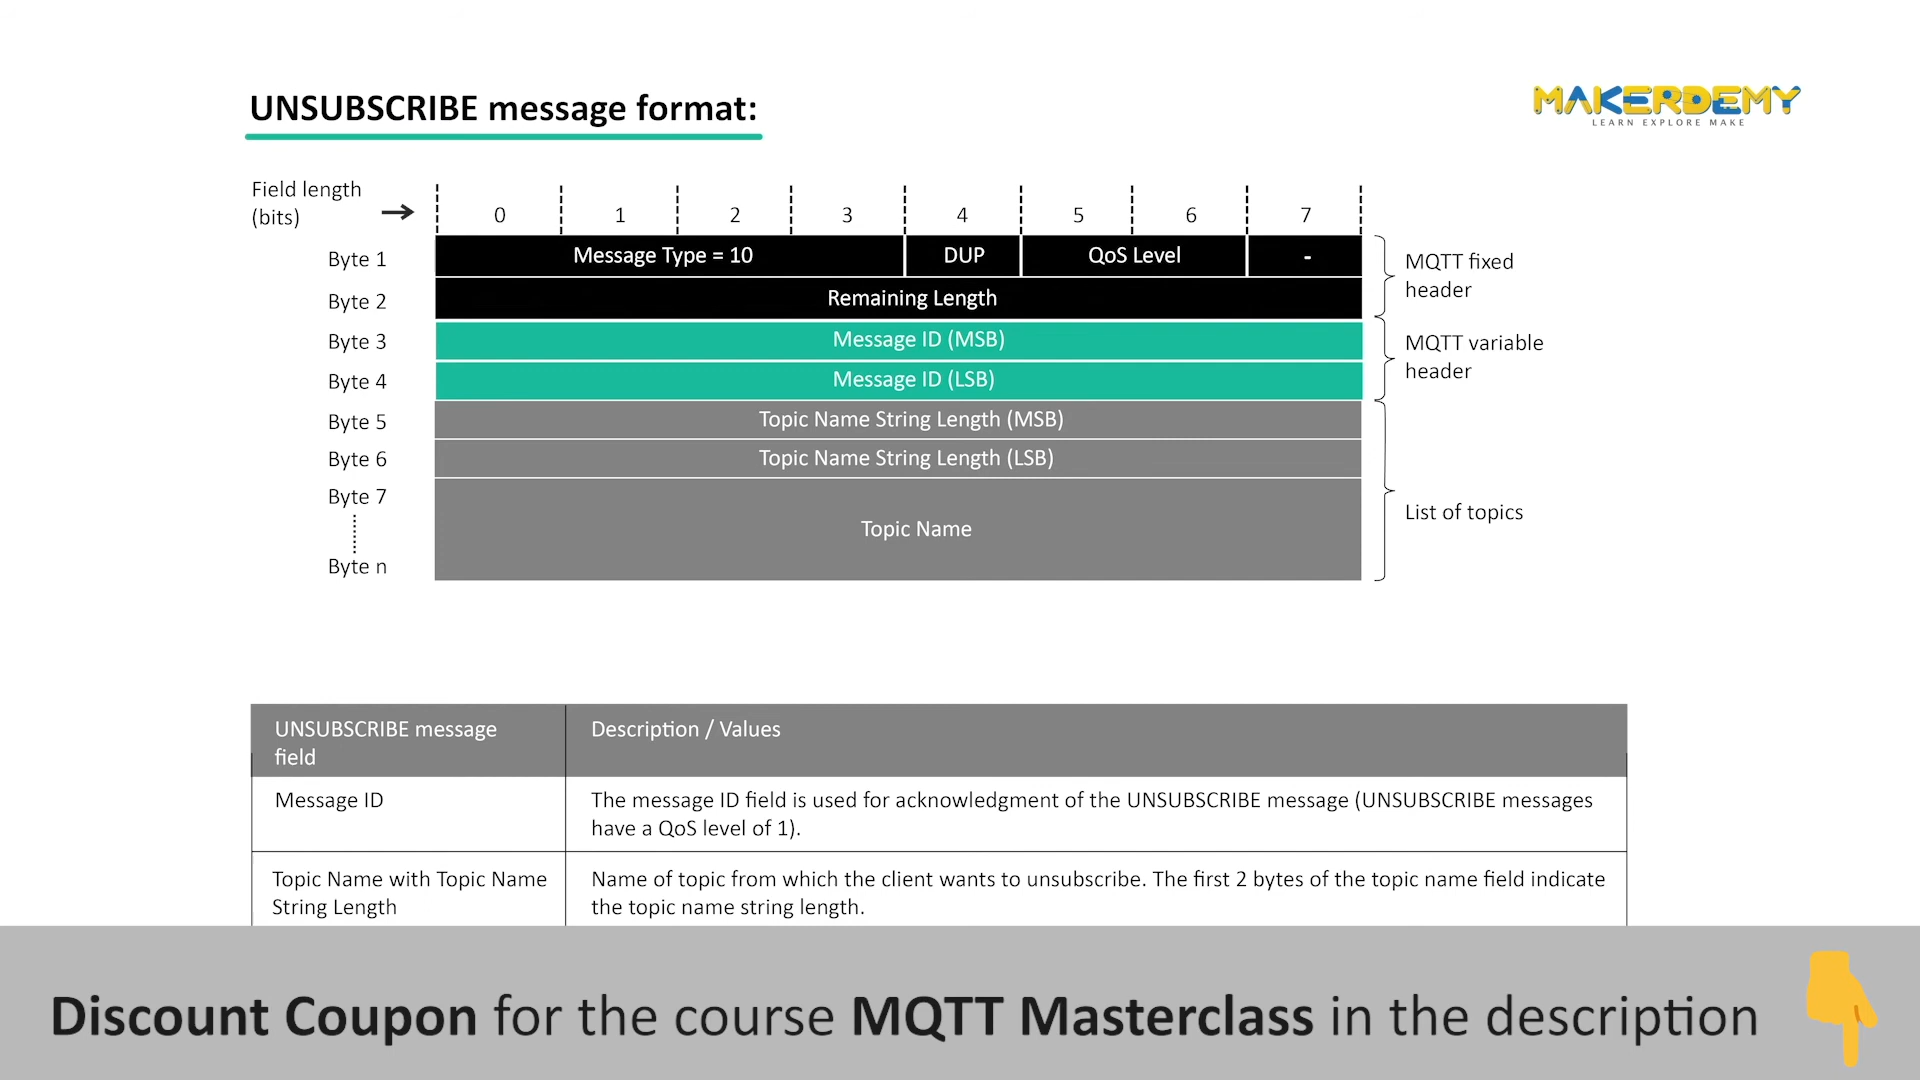 UNSUBSCRIBE message format:
MAKERDEMY
LEARN EXPLORE MAKE
Field length
(bits)
0 1 2 3 4 5 6 7
Byte 1
Message Type = 10
DUP
QoS Level
-
MQTT fixed
header
Byte 2
Remaining Length
Byte 3
Message ID (MSB)
MQTT variable
header
Byte 4
Message ID (LSB)
Byte 5
Topic Name String Length (MSB)
Byte 6
Topic Name String Length (LSB)
Byte 7
Topic Name
List of topics
Byte n
UNSUBSCRIBE message
field
Description / Values
Message ID
The message ID field is used for acknowledgment of the UNSUBSCRIBE message (UNSUBSCRIBE messages
have a QoS level of 1).
Topic Name with Topic Name
String Length
Name of topic from which the client wants to unsubscribe. The first 2 bytes of the topic name field indicate
the topic name string length.
Discount Coupon for the course MQTT Masterclass in the description